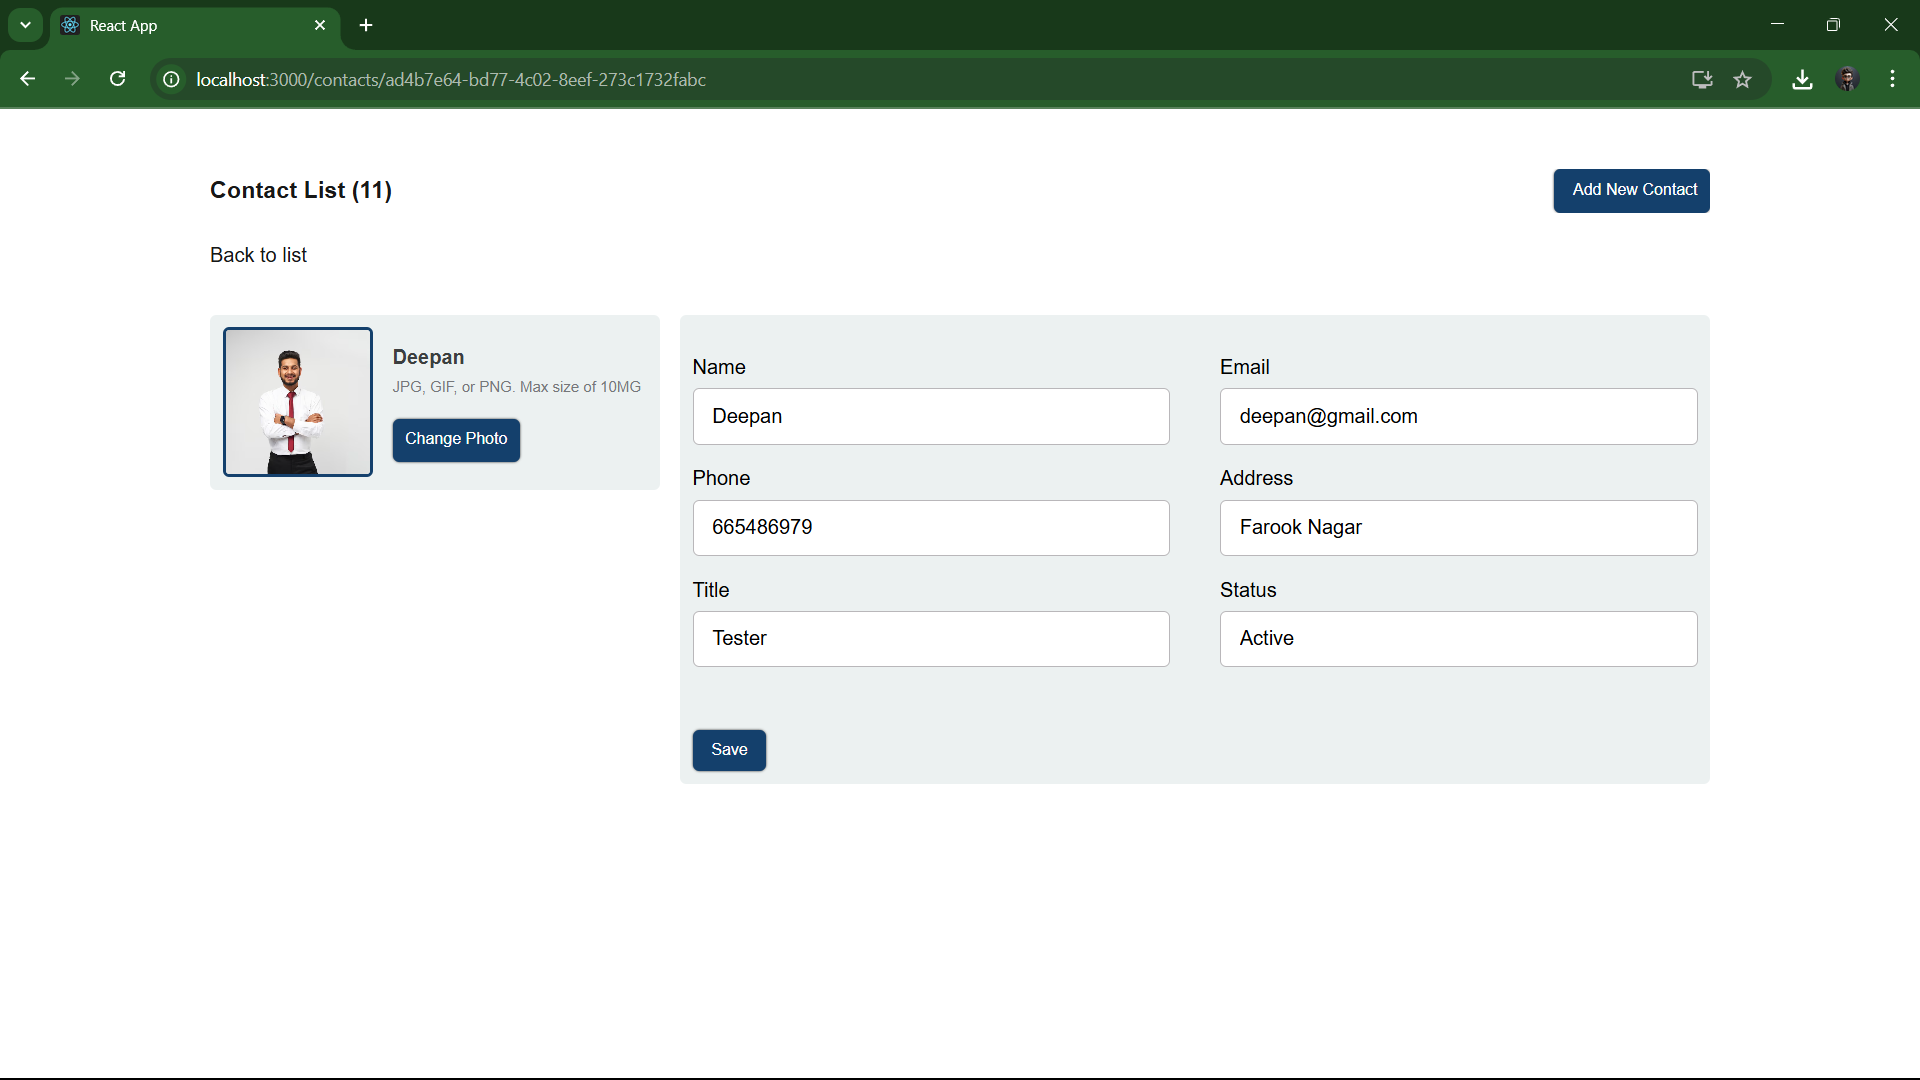 React App
localhost:3000/contacts/ad4b7e64-bd77-4c02-8eef-273c1732fabc
Contact List (11)
Add New Contact
Back to list
Deepan
JPG, GIF, or PNG. Max size of 10MG
Change Photo
Name
Email
Deepan
deepan@gmail.com
Phone
Address
665486979
Farook Nagar
Title
Status
Tester
Active
Save